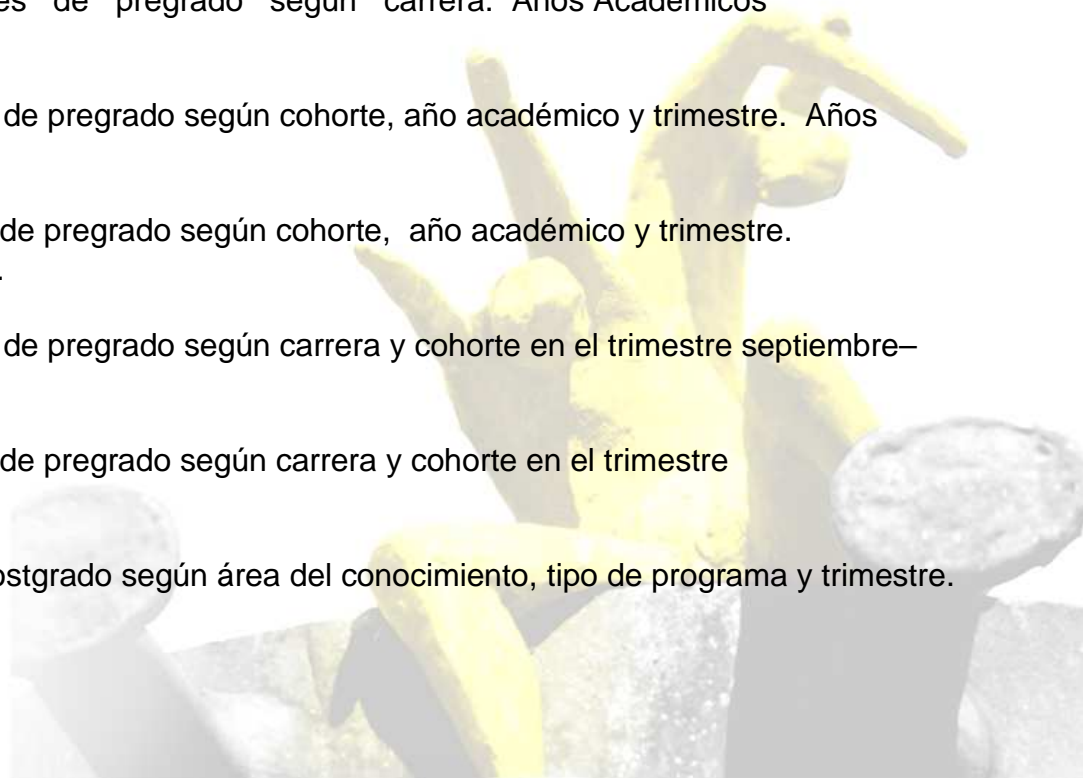 es de pregrado según carrera. Años Académicos
de pregrado según cohorte, año académico y trimestre. Años
de pregrado según cohorte, año académico y trimestre.
.
de pregrado según carrera y cohorte en el trimestre septiembre–
de pregrado según carrera y cohorte en el trimestre
ostgrado según área del conocimiento, tipo de programa y trimestre.